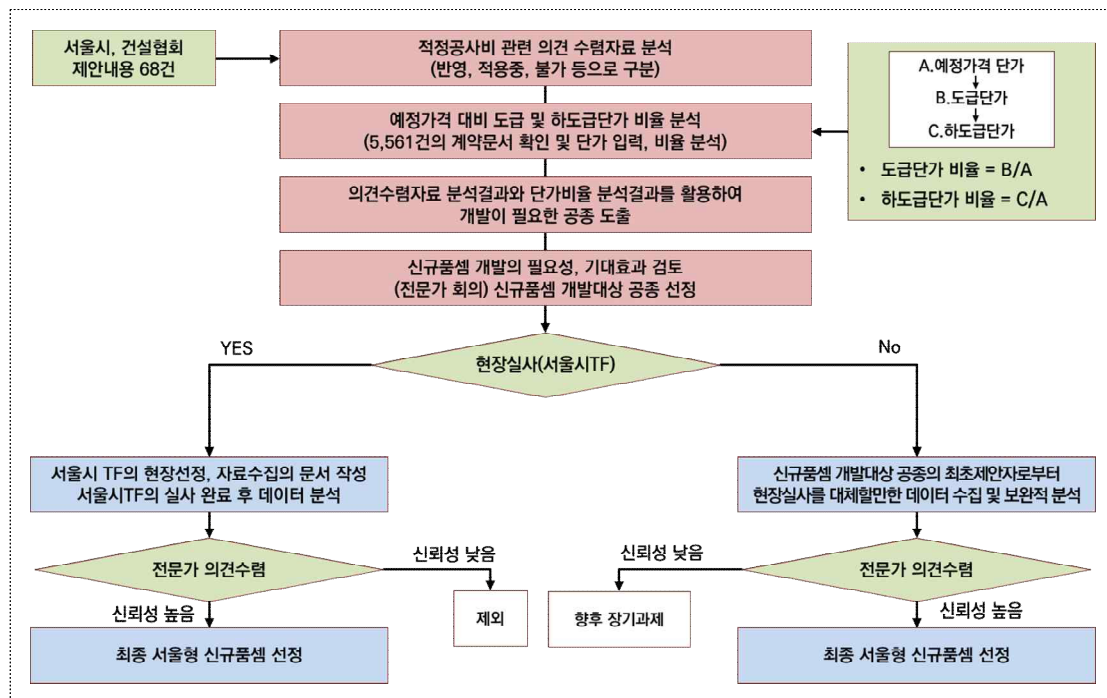 서울시, 건설협회
제안내용 68건
적정공사비 관련 의견 수렴자료 분석
(반영, 적용중, 불가 등으로 구분)
A.예정가격 단가
B.도급단가
C.하도급단가
• 도급단가 비율 = B/A
• 하도급단가 비율 = C/A
예정가격 대비 도급 및 하도급단가 비율 분석
(5,561건의 계약문서 확인 및 단가 입력, 비율 분석)
의견수렴자료 분석결과와 단가비율 분석결과를 활용하여
개발이 필요한 공종 도출
신규품셈 개발의 필요성, 기대효과 검토
(전문가 회의) 신규품셈 개발대상 공종 선정
YES
No
현장실사(서울시TF)
서울시 TF의 현장선정, 자료수집의 문서 작성
서울시TF의 실사 완료 후 데이터 분석
신규품셈 개발대상 공종의 최초제안자로부터
현장실사를 대체할만한 데이터 수집 및 보완적 분석
전문가 의견수렴
신뢰성 낮음
신뢰성 낮음
전문가 의견수렴
신뢰성 높음
제외
향후 장기과제
신뢰성 높음
최종 서울형 신규품셈 선정
최종 서울형 신규품셈 선정